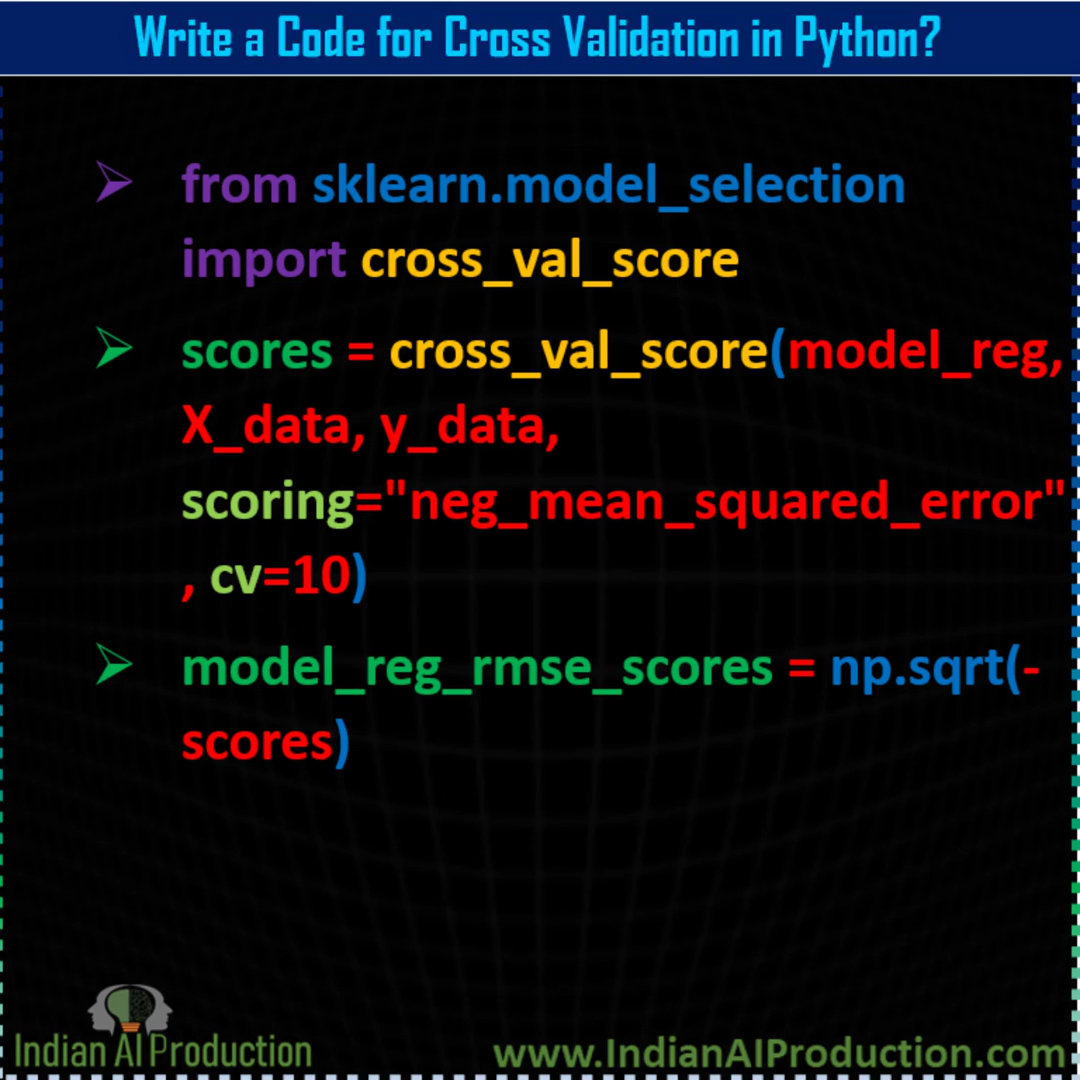 Write a Code for Cross Validation in Python?
from sklearn.model_selection
import cross_val_score
scores = cross_val_score(model_reg,
X_data, y_data,
scoring="neg_mean_squared_error"
, cv=10)
model_reg_rmse_scores = np.sqrt(-
scores)
Indian AI Production
www.IndianAIProduction.com